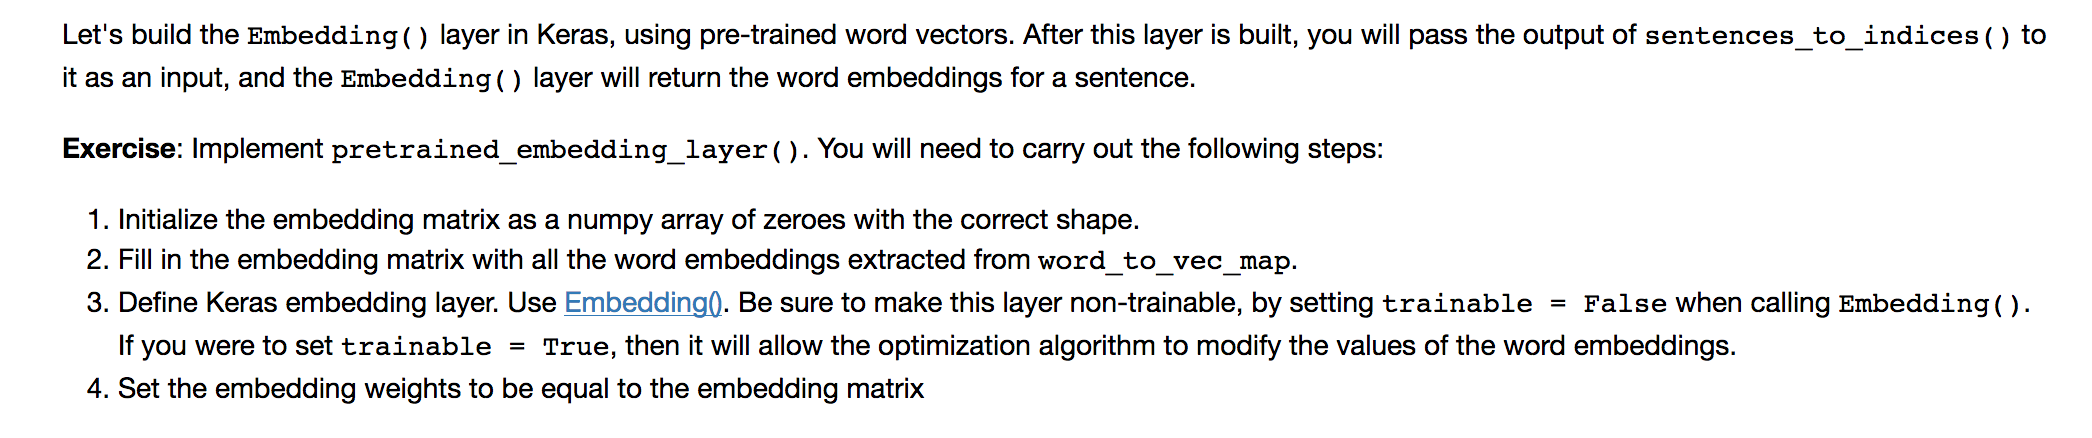 Let's build the Embedding() layer in Keras, using pre-trained word vectors. After this layer is built, you will pass the output of sentences_to_indices() to
it as an input, and the Embedding() layer will return the word embeddings for a sentence.
Exercise: Implement pretrained_embedding_layer(). You will need to carry out the following steps:
1. Initialize the embedding matrix as a numpy array of zeroes with the correct shape.
2. Fill in the embedding matrix with all the word embeddings extracted from word_to_vec_map.
3. Define Keras embedding layer. Use Embedding(). Be sure to make this layer non-trainable, by setting trainable = False when calling Embedding().
If you were to set trainable = True, then it will allow the optimization algorithm to modify the values of the word embeddings.
4. Set the embedding weights to be equal to the embedding matrix